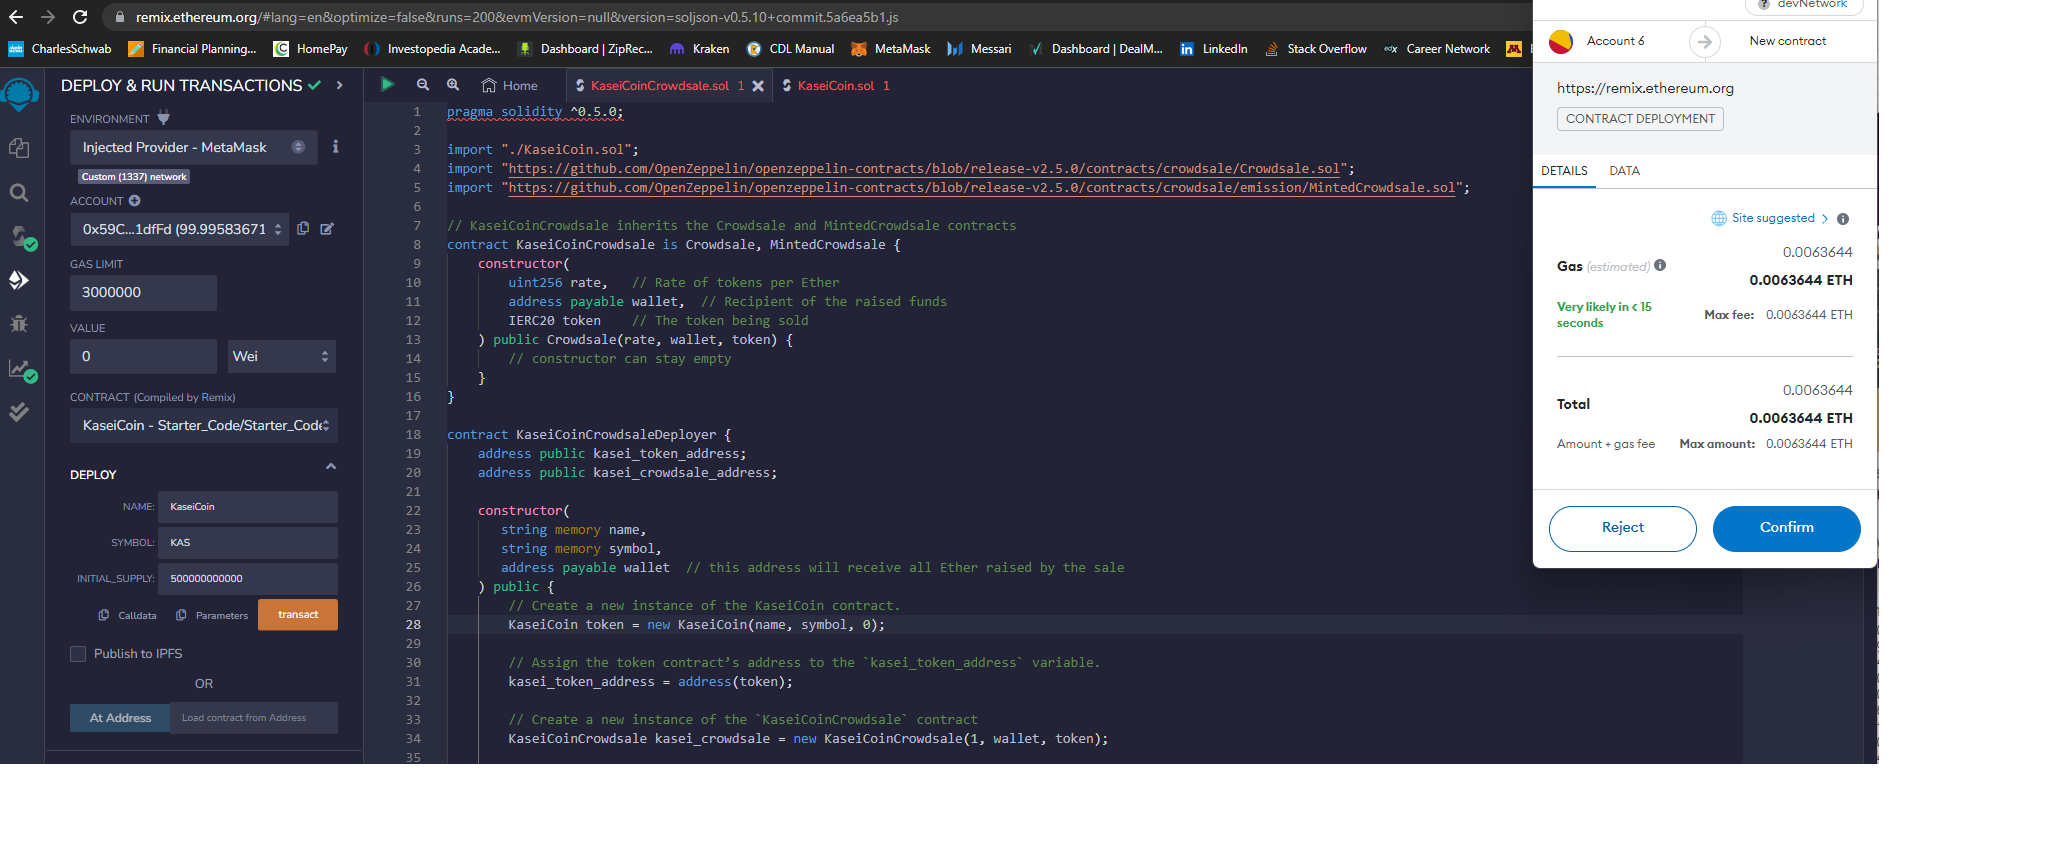 remix.ethereum.org/#lang=en&optimize=false&runs=200&evmVersion=null&version=soljson-v0.5.10+commit.5a6ea5b1.js
CharlesSchwab
Financial Planning...
HomePay
Investopedia Acade...
Dashboard | ZipRec...
Kraken
CDL Manual
MetaMask
Messari
Dashboard | DealM...
LinkedIn
Stack Overflow
edX Career Network
DEPLOY & RUN TRANSACTIONS
ENVIRONMENT
Injected Provider - MetaMask
Custom (1337) network
ACCOUNT
0x59C...1dfFd (99.99583671
GAS LIMIT
3000000
VALUE
0
Wei
CONTRACT (Compiled by Remix)
KaseiCoin - Starter_Code/Starter_Code
DEPLOY
NAME: KaseiCoin
SYMBOL: KAS
INITIAL_SUPPLY: 500000000000
Calldata
Parameters
transact
Publish to IPFS
OR
At Address
Load contract from Address
Home
KaseiCoinCrowdsale.sol 1
KaseiCoin.sol 1
1 pragma solidity ^0.5.0;
2
3 import "./KaseiCoin.sol";
4 import "https://github.com/OpenZeppelin/openzeppelin-contracts/blob/release-v2.5.0/contracts/crowdsale/Crowdsale.sol";
5 import "https://github.com/OpenZeppelin/openzeppelin-contracts/blob/release-v2.5.0/contracts/crowdsale/emission/MintedCrowdsale.sol";
6
7 // KaseiCoinCrowdsale inherits the Crowdsale and MintedCrowdsale contracts
8 contract KaseiCoinCrowdsale is Crowdsale, MintedCrowdsale {
9 constructor(
10 uint256 rate, // Rate of tokens per Ether
11 address payable wallet, // Recipient of the raised funds
12 IERC20 token // The token being sold
13 ) public Crowdsale(rate, wallet, token) {
14 // constructor can stay empty
15 }
16 }
17
18 contract KaseiCoinCrowdsaleDeployer {
19 address public kasei_token_address;
20 address public kasei_crowdsale_address;
21
22 constructor(
23 string memory name,
24 string memory symbol,
25 address payable wallet // this address will receive all Ether raised by the sale
26 ) public {
27 // Create a new instance of the KaseiCoin contract.
28 KaseiCoin token = new KaseiCoin(name, symbol, 0);
29
30 // Assign the token contract’s address to the `kasei_token_address` variable.
31 kasei_token_address = address(token);
32
33 // Create a new instance of the `KaseiCoinCrowdsale` contract
34 KaseiCoinCrowdsale kasei_crowdsale = new KaseiCoinCrowdsale(1, wallet, token);
35
devNetwork
Account 6
New contract
https://remix.ethereum.org
CONTRACT DEPLOYMENT
DETAILS
DATA
Site suggested >
0.0063644
Gas (estimated)
0.0063644 ETH
Very likely in < 15 seconds
Max fee: 0.0063644 ETH
0.0063644
Total
0.0063644 ETH
Amount + gas fee
Max amount: 0.0063644 ETH
Reject
Confirm